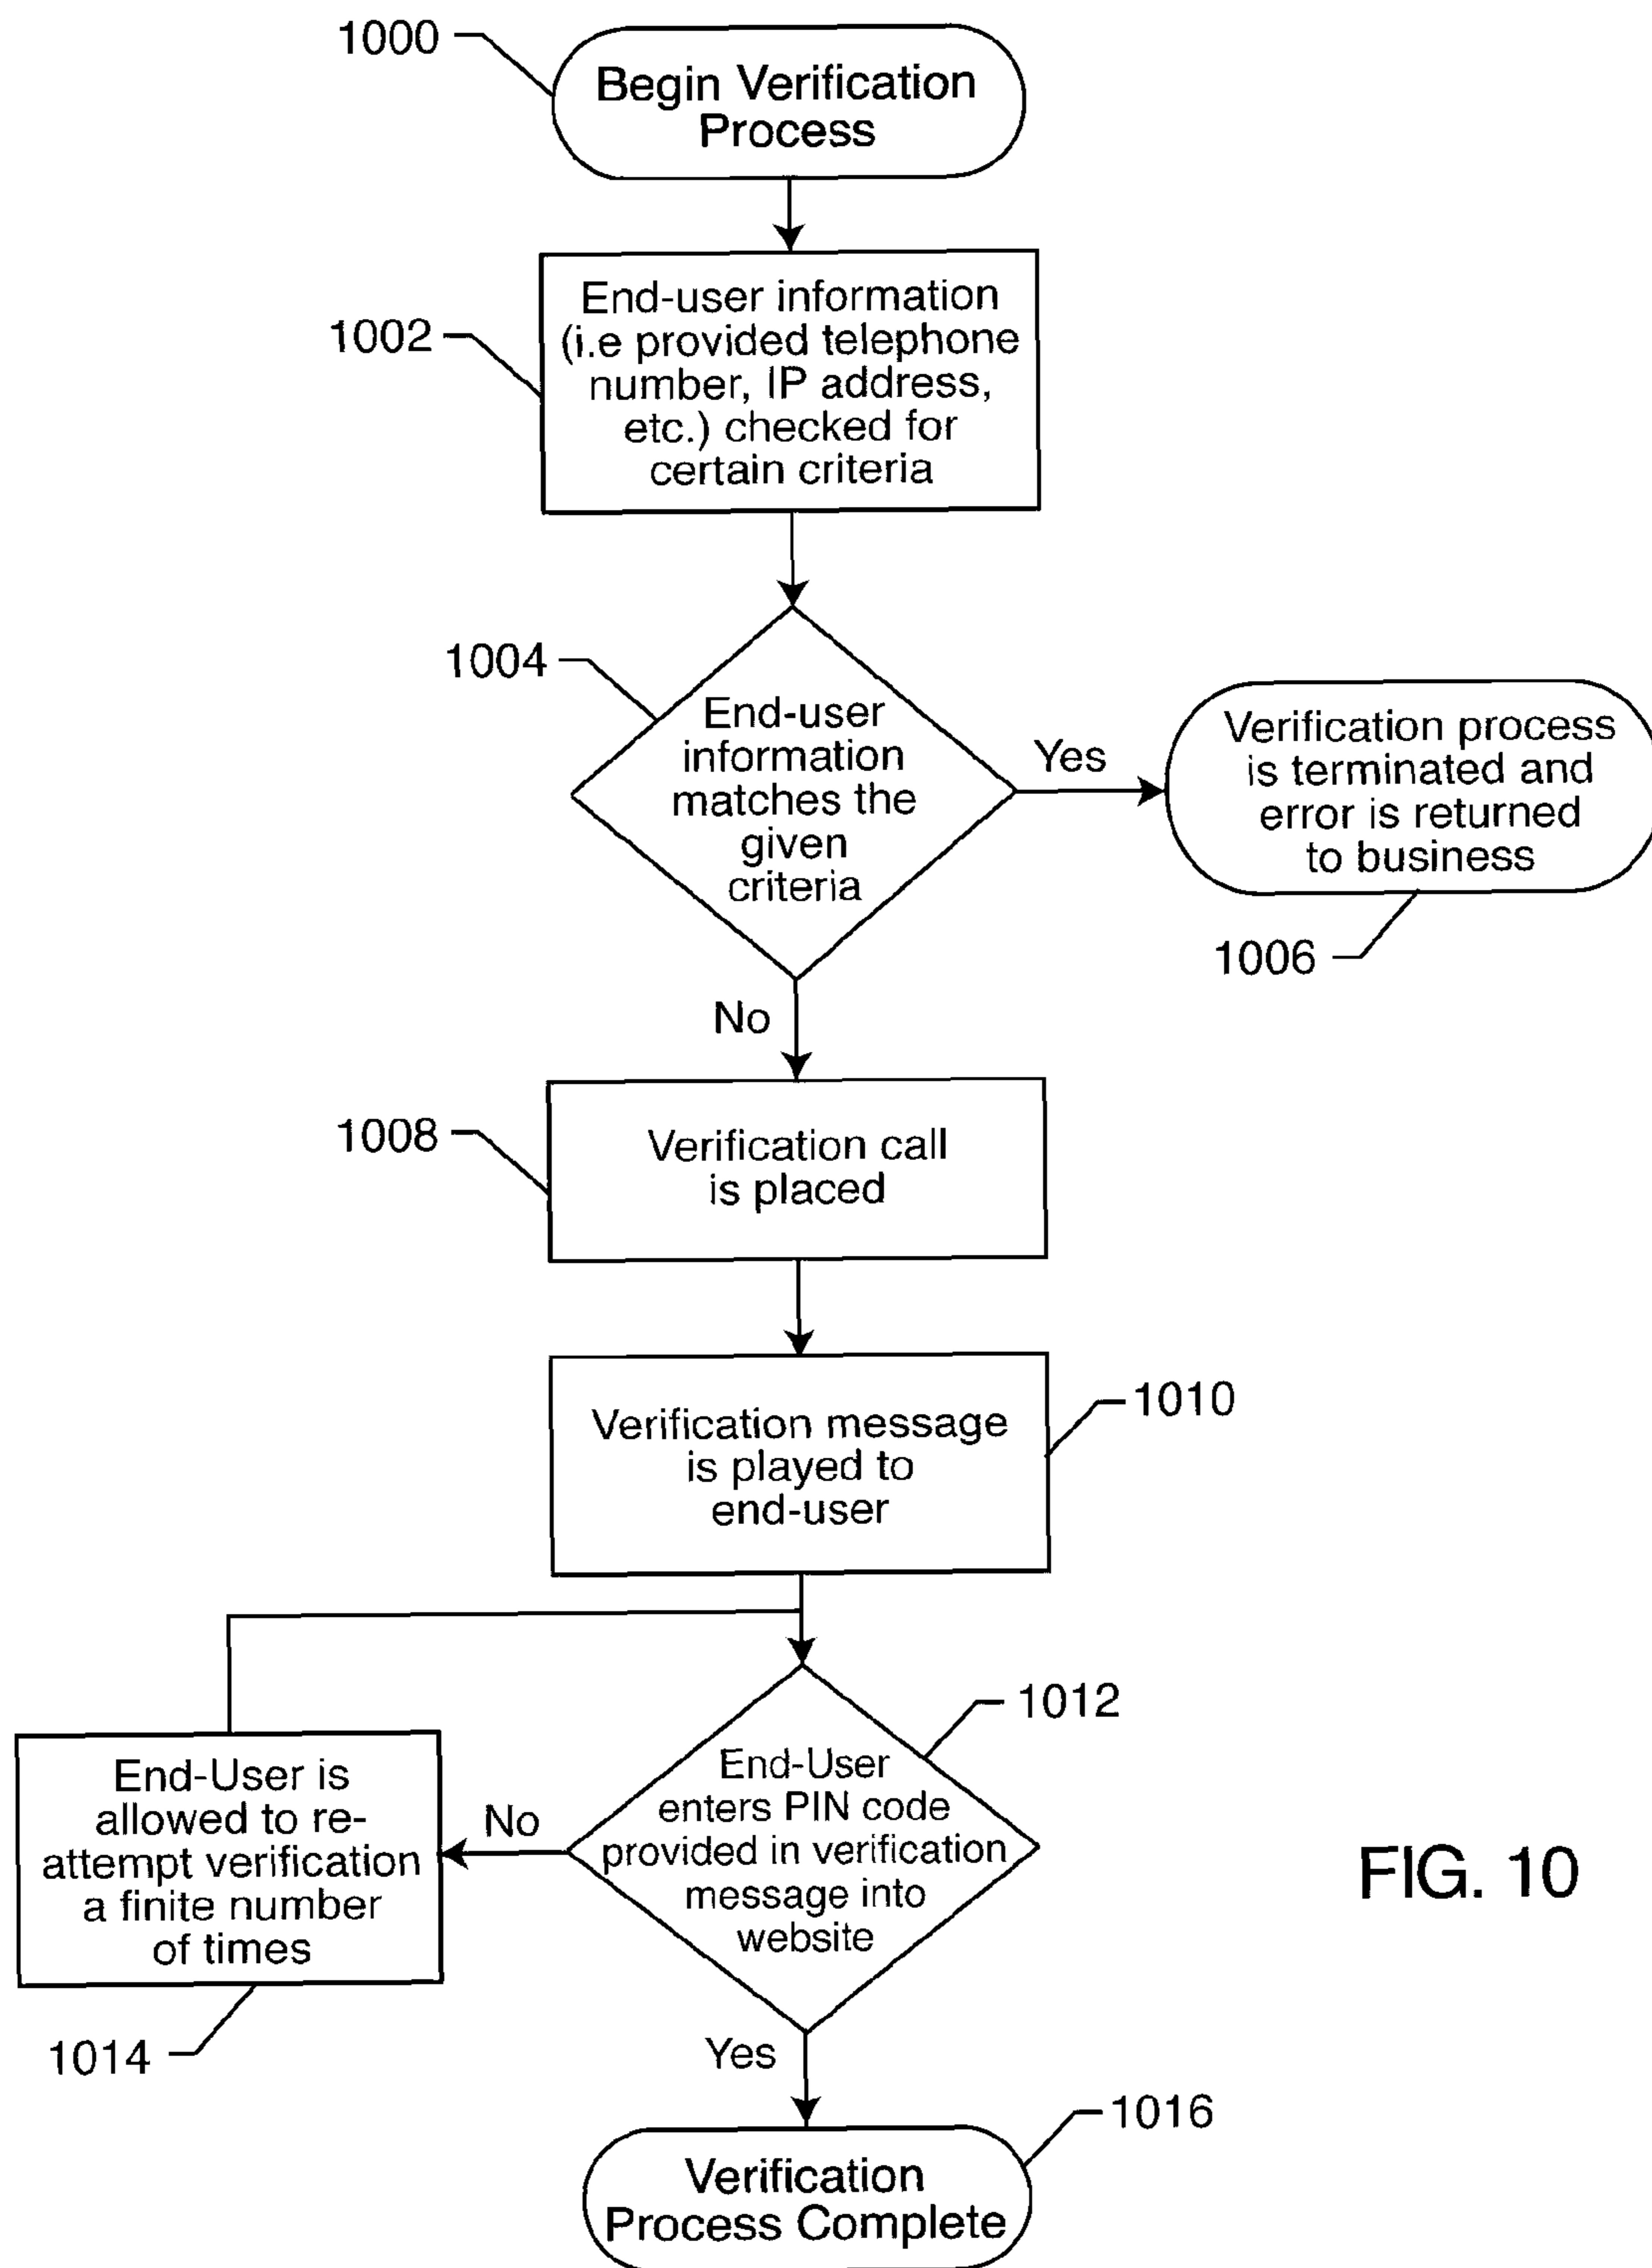 1000
Begin Verification
Process
1002
End-user information
(i.e provided telephone
number, IP address,
etc.) checked for
certain criteria
1004
End-user
information
matches the
given
criteria
Yes
Verification process
is terminated and
error is returned
to business
1006
No
1008
Verification call
is placed
1010
Verification message
is played to
end-user
1012
End-User
enters PIN code
provided in verification
message into
website
No
End-User is
allowed to re-
attempt verification
a finite number
of times
1014
FIG. 10
Yes
1016
Verification
Process Complete